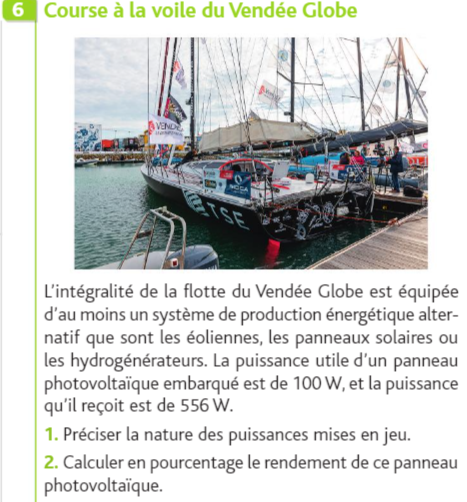 6 Course à la voile du Vendée Globe
VEND
TSE
L'intégralité de la flotte du Vendée Globe est équipée
d'au moins un système de production énergétique alter-
natif que sont les éoliennes, les panneaux solaires ou
les hydrogénérateurs. La puissance utile d'un panneau
photovoltaïque embarqué est de 100 W, et la puissance
qu'il reçoit est de 556 W.
1. Préciser la nature des puissances mises en jeu.
2. Calculer en pourcentage le rendement de ce panneau
photovoltaïque.